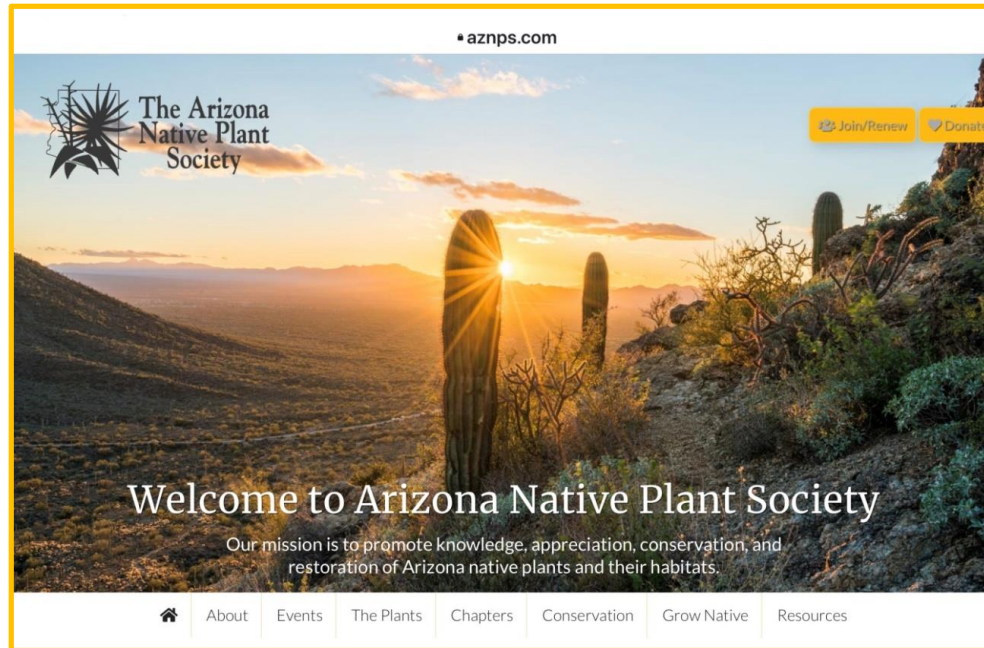 aznps.com
The Arizona
Native Plant
Society
Join/Renew
Donate
Welcome to Arizona Native Plant Society
Our mission is to promote knowledge, appreciation, conservation, and
restoration of Arizona native plants and their habitats.
About Events The Plants Chapters Conservation Grow Native Resources